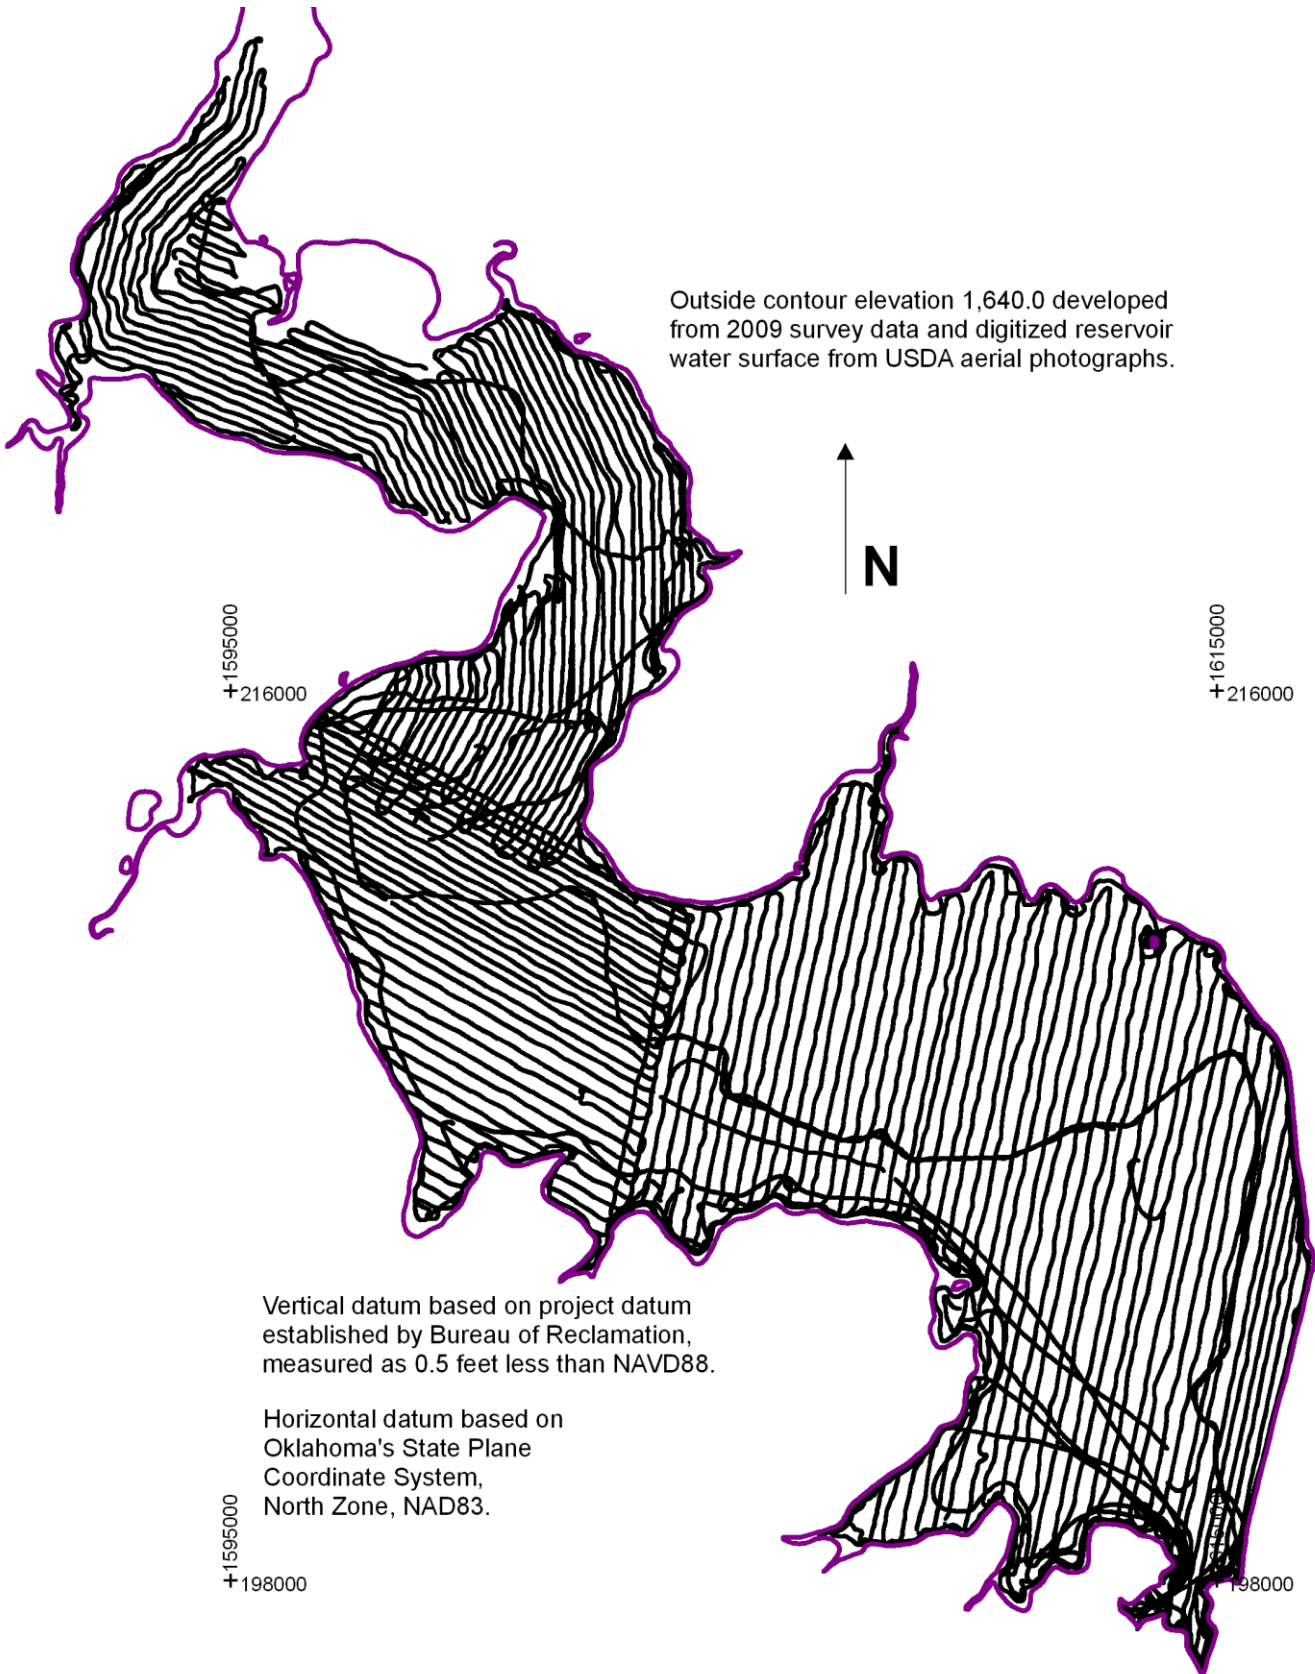 Outside contour elevation 1,640.0 developed
from 2009 survey data and digitized reservoir
water surface from USDA aerial photographs.
N
+1595000
+216000
+1615000
+216000
Vertical datum based on project datum
established by Bureau of Reclamation,
measured as 0.5 feet less than NAVD88.
Horizontal datum based on
Oklahoma's State Plane
Coordinate System,
North Zone, NAD83.
+1595000
+198000
198000